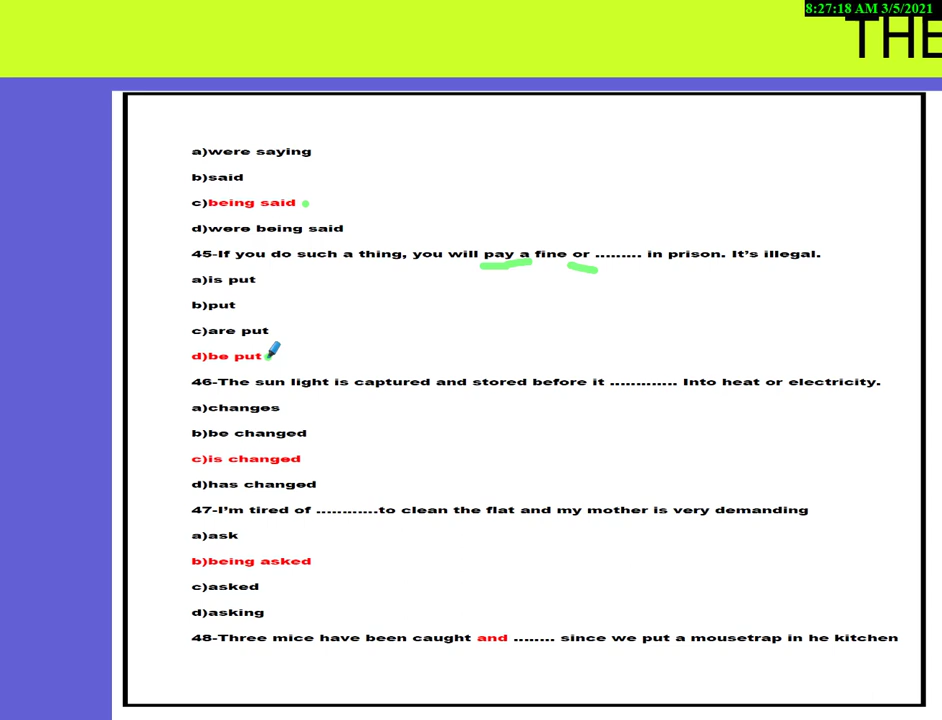 8:27:18 AM 3/5/2021
THE
a)were saying
b)said
c)being said
d)were being said
45-If you do such a thing, you will pay a fine or ......... in prison. It's illegal.
a)is put
b)put
c)are put
d)be put
46-The sun light is captured and stored before it ............. Into heat or electricity.
a)changes
b)be changed
c)is changed
d)has changed
47-I'm tired of ............to clean the flat and my mother is very demanding
a)ask
b)being asked
c)asked
d)asking
48-Three mice have been caught and ........ since we put a mousetrap in he kitchen